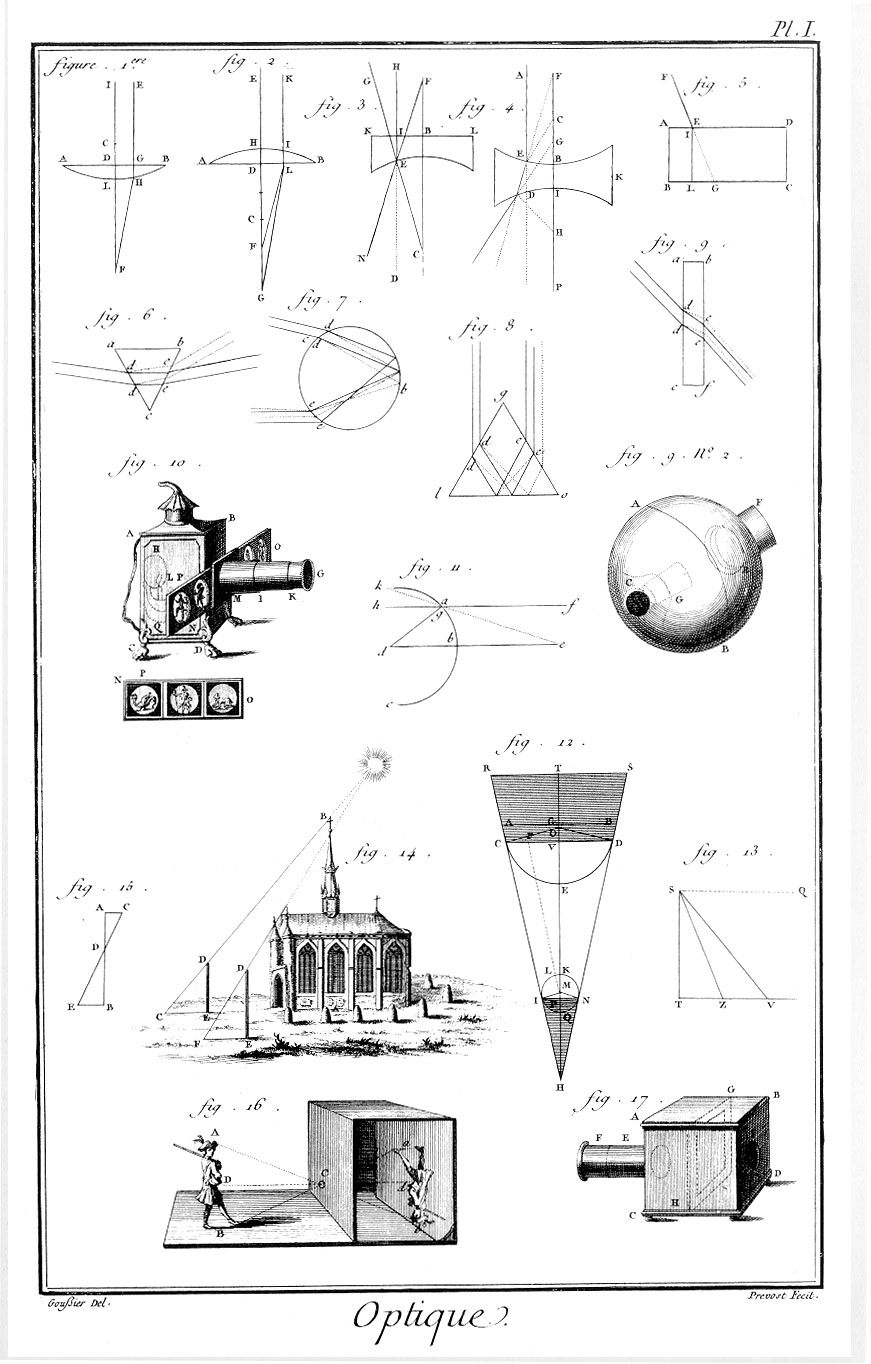 Pl. I.
figure. 1.ere
I E
C
A D G B
L H
F
fig. 2.
E K
H I
A B
D L
C
F
G
fig. 3.
H
G F
K I B L
E
N C
D
fig. 4.
A F
C
G
E B
K
D I
H
P
fig. 5.
F
A E D
I
B L G C
fig. 6.
a b
d e
d e
c
fig. 7.
d
c d
b
e
e
fig. 8.
g
d e
d e
l o
fig. 9.
a b
d
e
d
e
c f
fig. 10.
A B
H O
L P
G
M I K
Q N
C D
P
N O
fig. 11.
k
h a f
g
b
d e
c
fig. 9. No. 2.
A F
B
C
G
B
fig. 12.
R T S
A G B
F O
C V D
E
L K
M
I P N
Q
H
fig. 13.
S Q
T Z V
fig. 14.
B
D D
C E
F E
fig. 15.
A C
D
E B
fig. 16.
A
C
D O
B
a
d
fig. 17.
G B
A
F E
D
H
C
Goußier Del.
Prevost Fecit.
Optique.